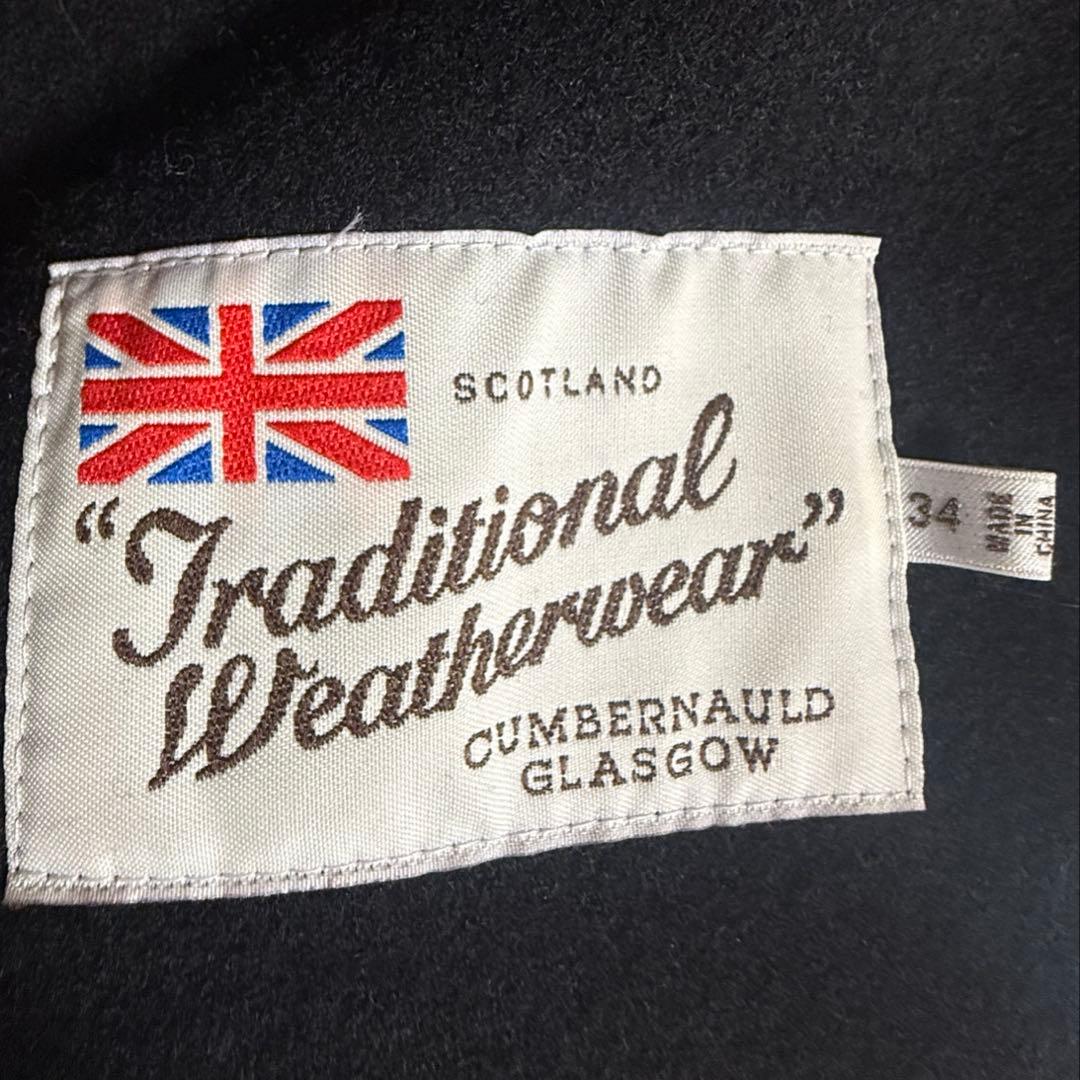 SCOTLAND
"Traditional
Weatherwear"
CUMBERNAULD
GLASGOW
34
MADE
IN
CHINA